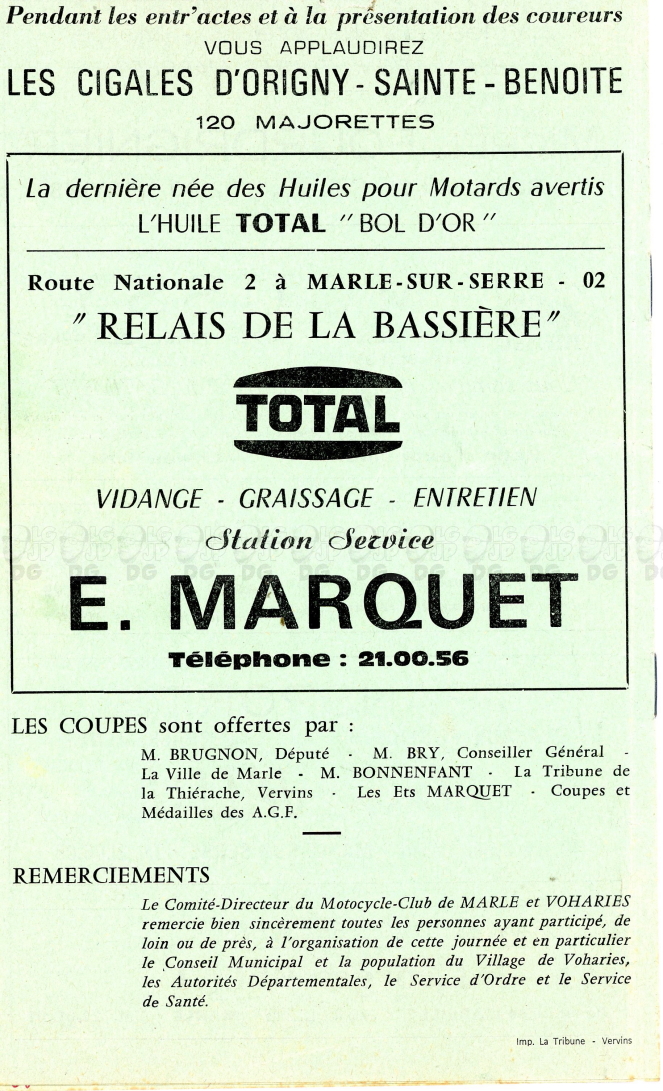 Pendant les entr'actes et à la présentation des coureurs
VOUS APPLAUDIREZ
LES CIGALES D'ORIGNY - SAINTE - BENOITE
120 MAJORETTES
La dernière née des Huiles pour Motards avertis
L'HUILE TOTAL "BOL D'OR"
Route Nationale 2 à MARLE-SUR-SERRE - 02
" RELAIS DE LA BASSIÈRE"
TOTAL
VIDANGE - GRAISSAGE - ENTRETIEN
Station Service
E. MARQUET
Téléphone : 21.00.56
LES COUPES sont offertes par :
M. BRUGNON, Député - M. BRY, Conseiller Général -
La Ville de Marle - M. BONNENFANT - La Tribune de
la Thiérache, Vervins - Les Ets MARQUET - Coupes et
Médailles des A.G.F.
REMERCIEMENTS
Le Comité-Directeur du Motocycle-Club de MARLE et VOHARIES
remercie bien sincèrement toutes les personnes ayant participé, de
loin ou de près, à l'organisation de cette journée et en particulier
le Conseil Municipal et la population du Village de Voharies,
les Autorités Départementales, le Service d'Ordre et le Service
de Santé.
Imp. La Tribune - Vervins